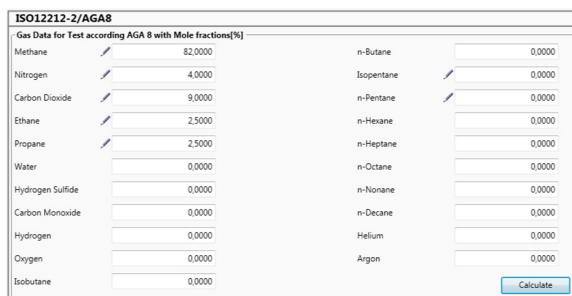 ISO12212-2/AGA8
Gas Data for Test according AGA 8 with Mole fractions[%]
Methane 82,0000 n-Butane 0,0000
Nitrogen 4,0000 Isopentane 0,0000
Carbon Dioxide 9,0000 n-Pentane 0,0000
Ethane 2,5000 n-Hexane 0,0000
Propane 2,5000 n-Heptane 0,0000
Water 0,0000 n-Octane 0,0000
Hydrogen Sulfide 0,0000 n-Nonane 0,0000
Carbon Monoxide 0,0000 n-Decane 0,0000
Hydrogen 0,0000 Helium 0,0000
Oxygen 0,0000 Argon 0,0000
Isobutane 0,0000 Calculate